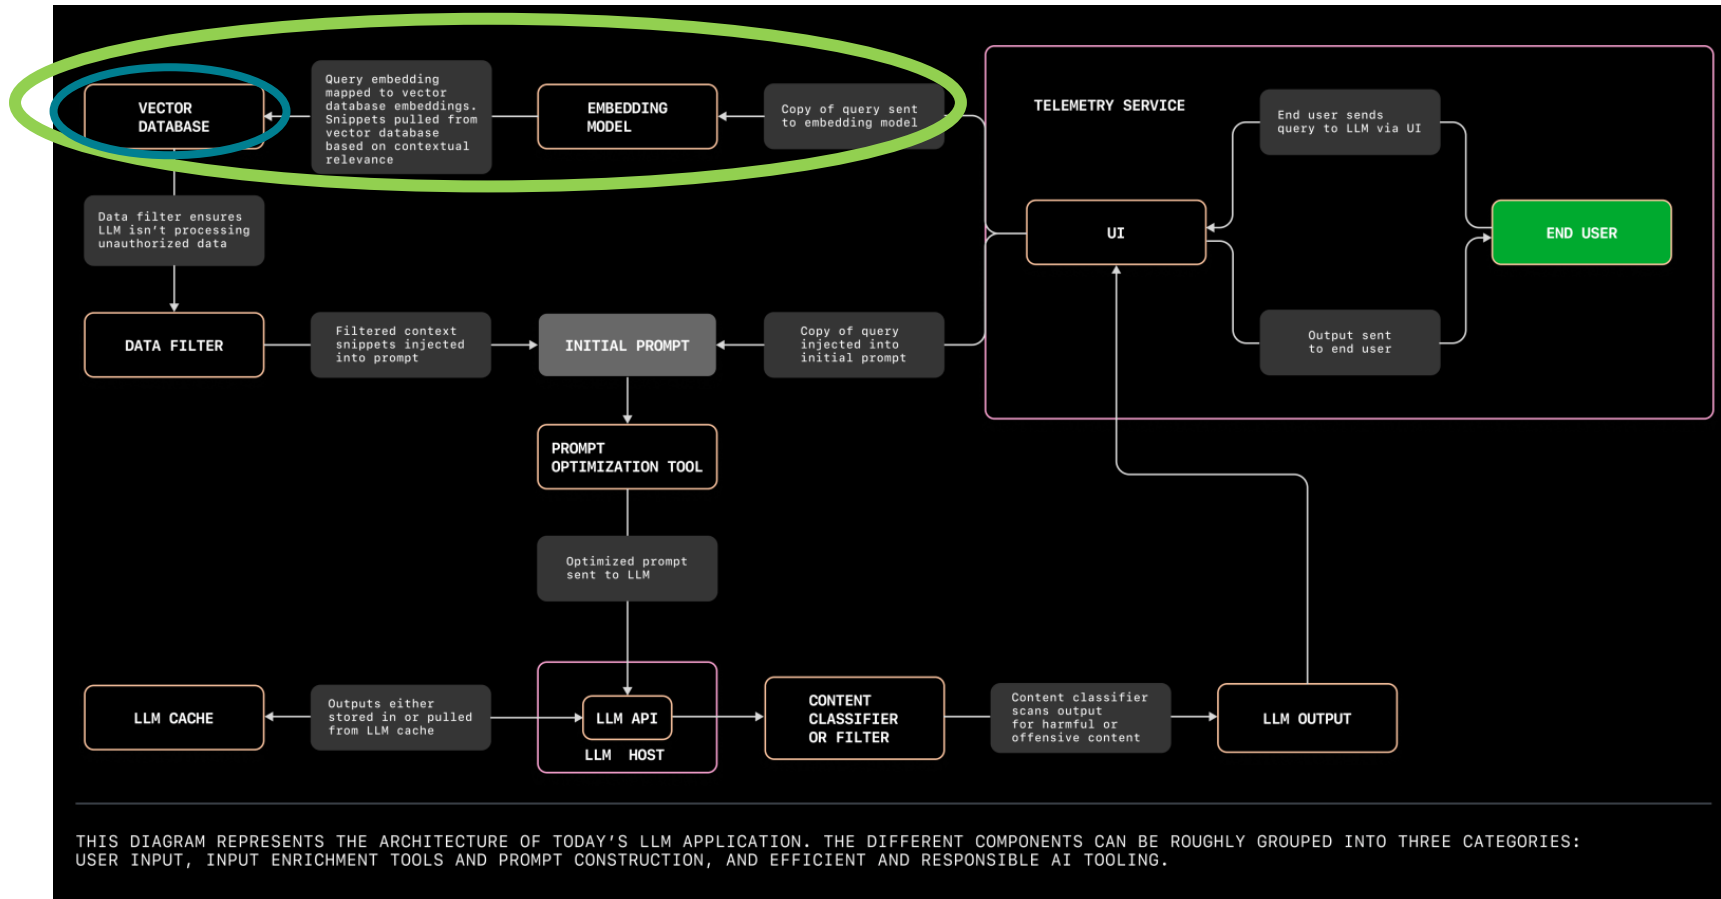 VECTOR
DATABASE
Query embedding
mapped to vector
database embeddings.
Snippets pulled from
vector database
based on contextual
relevance
EMBEDDING
MODEL
Copy of query sent
to embedding model
TELEMETRY SERVICE
End user sends
query to LLM via UI
UI
END USER
Output sent
to end user
Data filter ensures
LLM isn't processing
unauthorized data
DATA FILTER
Filtered context
snippets injected
into prompt
INITIAL PROMPT
Copy of query
injected into
initial prompt
PROMPT
OPTIMIZATION TOOL
Optimized prompt
sent to LLM
LLM CACHE
Outputs either
stored in or pulled
from LLM cache
LLM API
LLM HOST
CONTENT
CLASSIFIER
OR FILTER
Content classifier
scans output
for harmful or
offensive content
LLM OUTPUT
THIS DIAGRAM REPRESENTS THE ARCHITECTURE OF TODAY'S LLM APPLICATION. THE DIFFERENT COMPONENTS CAN BE ROUGHLY GROUPED INTO THREE CATEGORIES:
USER INPUT, INPUT ENRICHMENT TOOLS AND PROMPT CONSTRUCTION, AND EFFICIENT AND RESPONSIBLE AI TOOLING.